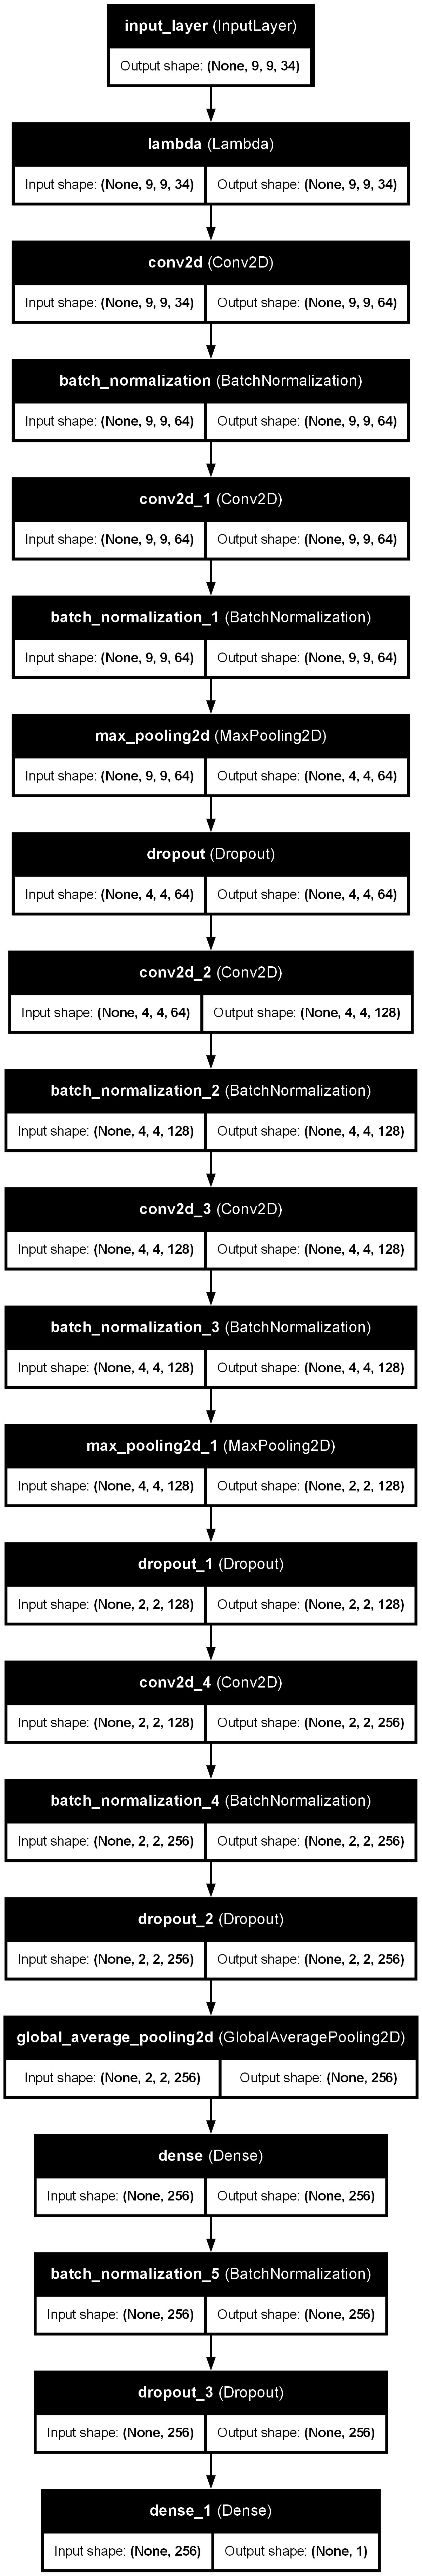 input_layer (InputLayer)
Output shape: (None, 9, 9, 34)
lambda (Lambda)
Input shape: (None, 9, 9, 34) Output shape: (None, 9, 9, 34)
conv2d (Conv2D)
Input shape: (None, 9, 9, 34) Output shape: (None, 9, 9, 64)
batch_normalization (BatchNormalization)
Input shape: (None, 9, 9, 64) Output shape: (None, 9, 9, 64)
conv2d_1 (Conv2D)
Input shape: (None, 9, 9, 64) Output shape: (None, 9, 9, 64)
batch_normalization_1 (BatchNormalization)
Input shape: (None, 9, 9, 64) Output shape: (None, 9, 9, 64)
max_pooling2d (MaxPooling2D)
Input shape: (None, 9, 9, 64) Output shape: (None, 4, 4, 64)
dropout (Dropout)
Input shape: (None, 4, 4, 64) Output shape: (None, 4, 4, 64)
conv2d_2 (Conv2D)
Input shape: (None, 4, 4, 64) Output shape: (None, 4, 4, 128)
batch_normalization_2 (BatchNormalization)
Input shape: (None, 4, 4, 128) Output shape: (None, 4, 4, 128)
conv2d_3 (Conv2D)
Input shape: (None, 4, 4, 128) Output shape: (None, 4, 4, 128)
batch_normalization_3 (BatchNormalization)
Input shape: (None, 4, 4, 128) Output shape: (None, 4, 4, 128)
max_pooling2d_1 (MaxPooling2D)
Input shape: (None, 4, 4, 128) Output shape: (None, 2, 2, 128)
dropout_1 (Dropout)
Input shape: (None, 2, 2, 128) Output shape: (None, 2, 2, 128)
conv2d_4 (Conv2D)
Input shape: (None, 2, 2, 128) Output shape: (None, 2, 2, 256)
batch_normalization_4 (BatchNormalization)
Input shape: (None, 2, 2, 256) Output shape: (None, 2, 2, 256)
dropout_2 (Dropout)
Input shape: (None, 2, 2, 256) Output shape: (None, 2, 2, 256)
global_average_pooling2d (GlobalAveragePooling2D)
Input shape: (None, 2, 2, 256) Output shape: (None, 256)
dense (Dense)
Input shape: (None, 256) Output shape: (None, 256)
batch_normalization_5 (BatchNormalization)
Input shape: (None, 256) Output shape: (None, 256)
dropout_3 (Dropout)
Input shape: (None, 256) Output shape: (None, 256)
dense_1 (Dense)
Input shape: (None, 256) Output shape: (None, 1)